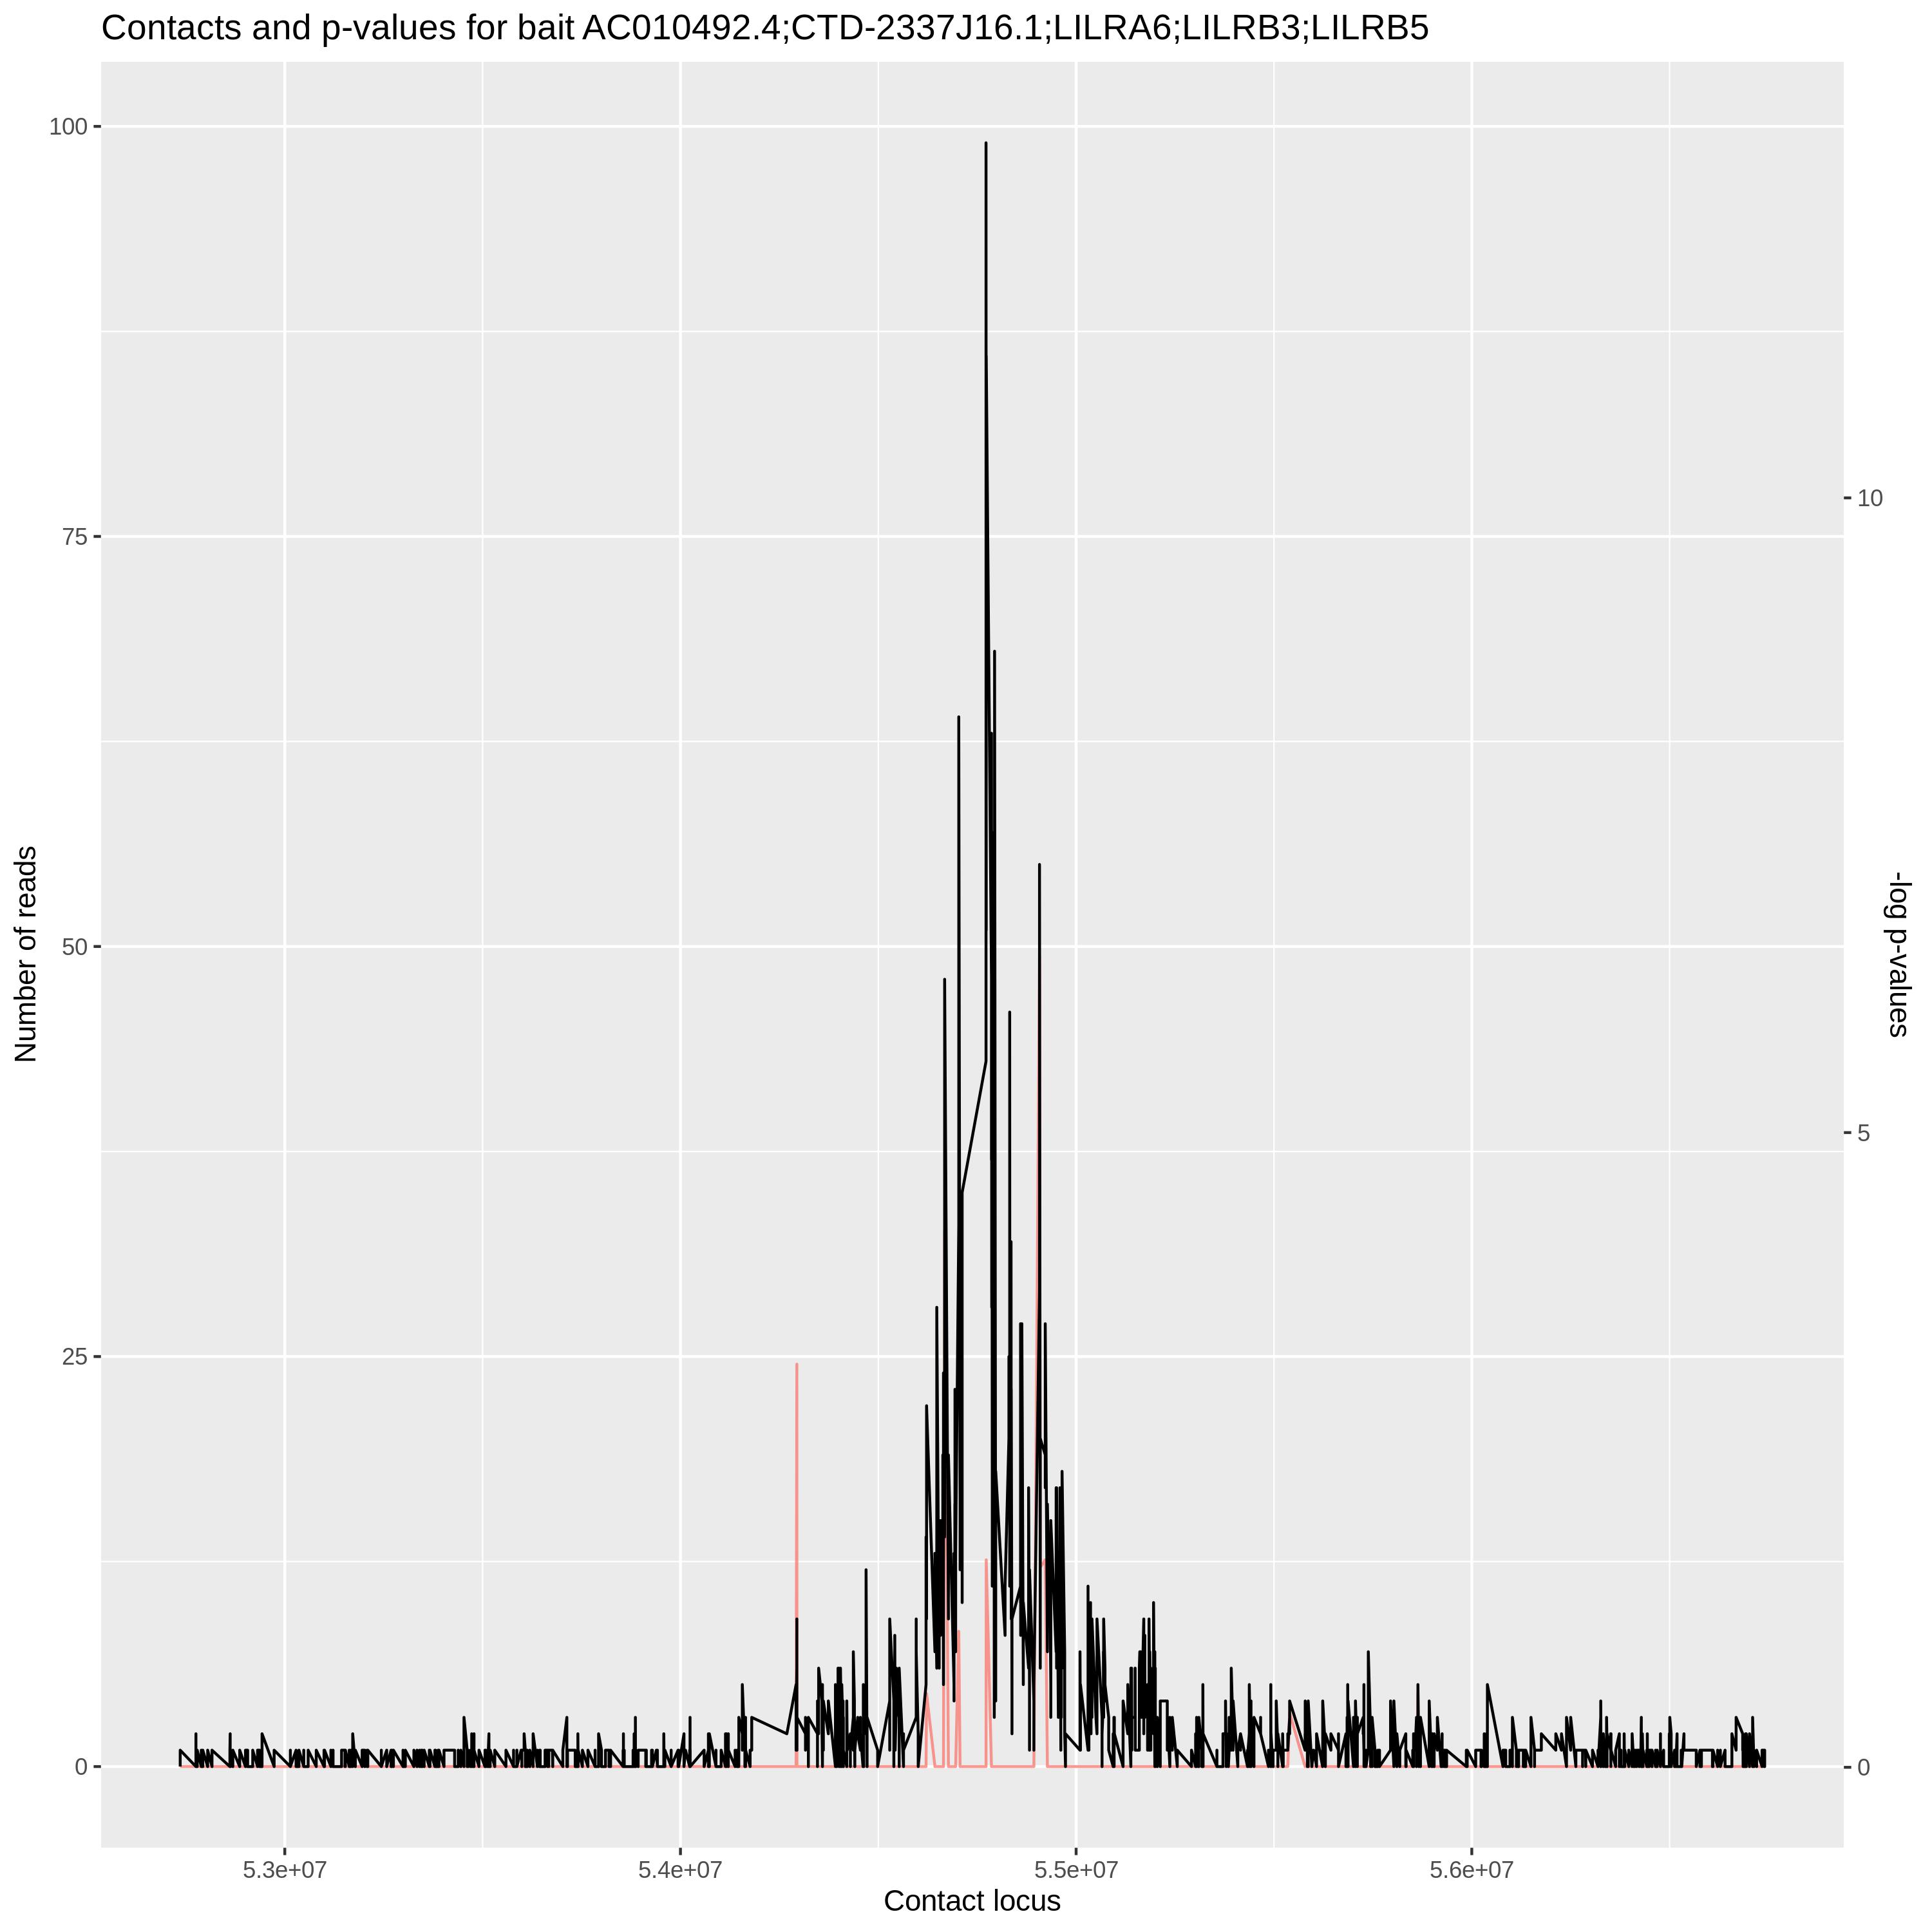 Contacts and p-values for bait AC010492.4;CTD-2337J16.1;LILRA6;LILRB3;LILRB5
100
75
50
25
0
Number of reads
10
5
0
-log p-values
5.3e+07
5.4e+07
5.5e+07
5.6e+07
Contact locus